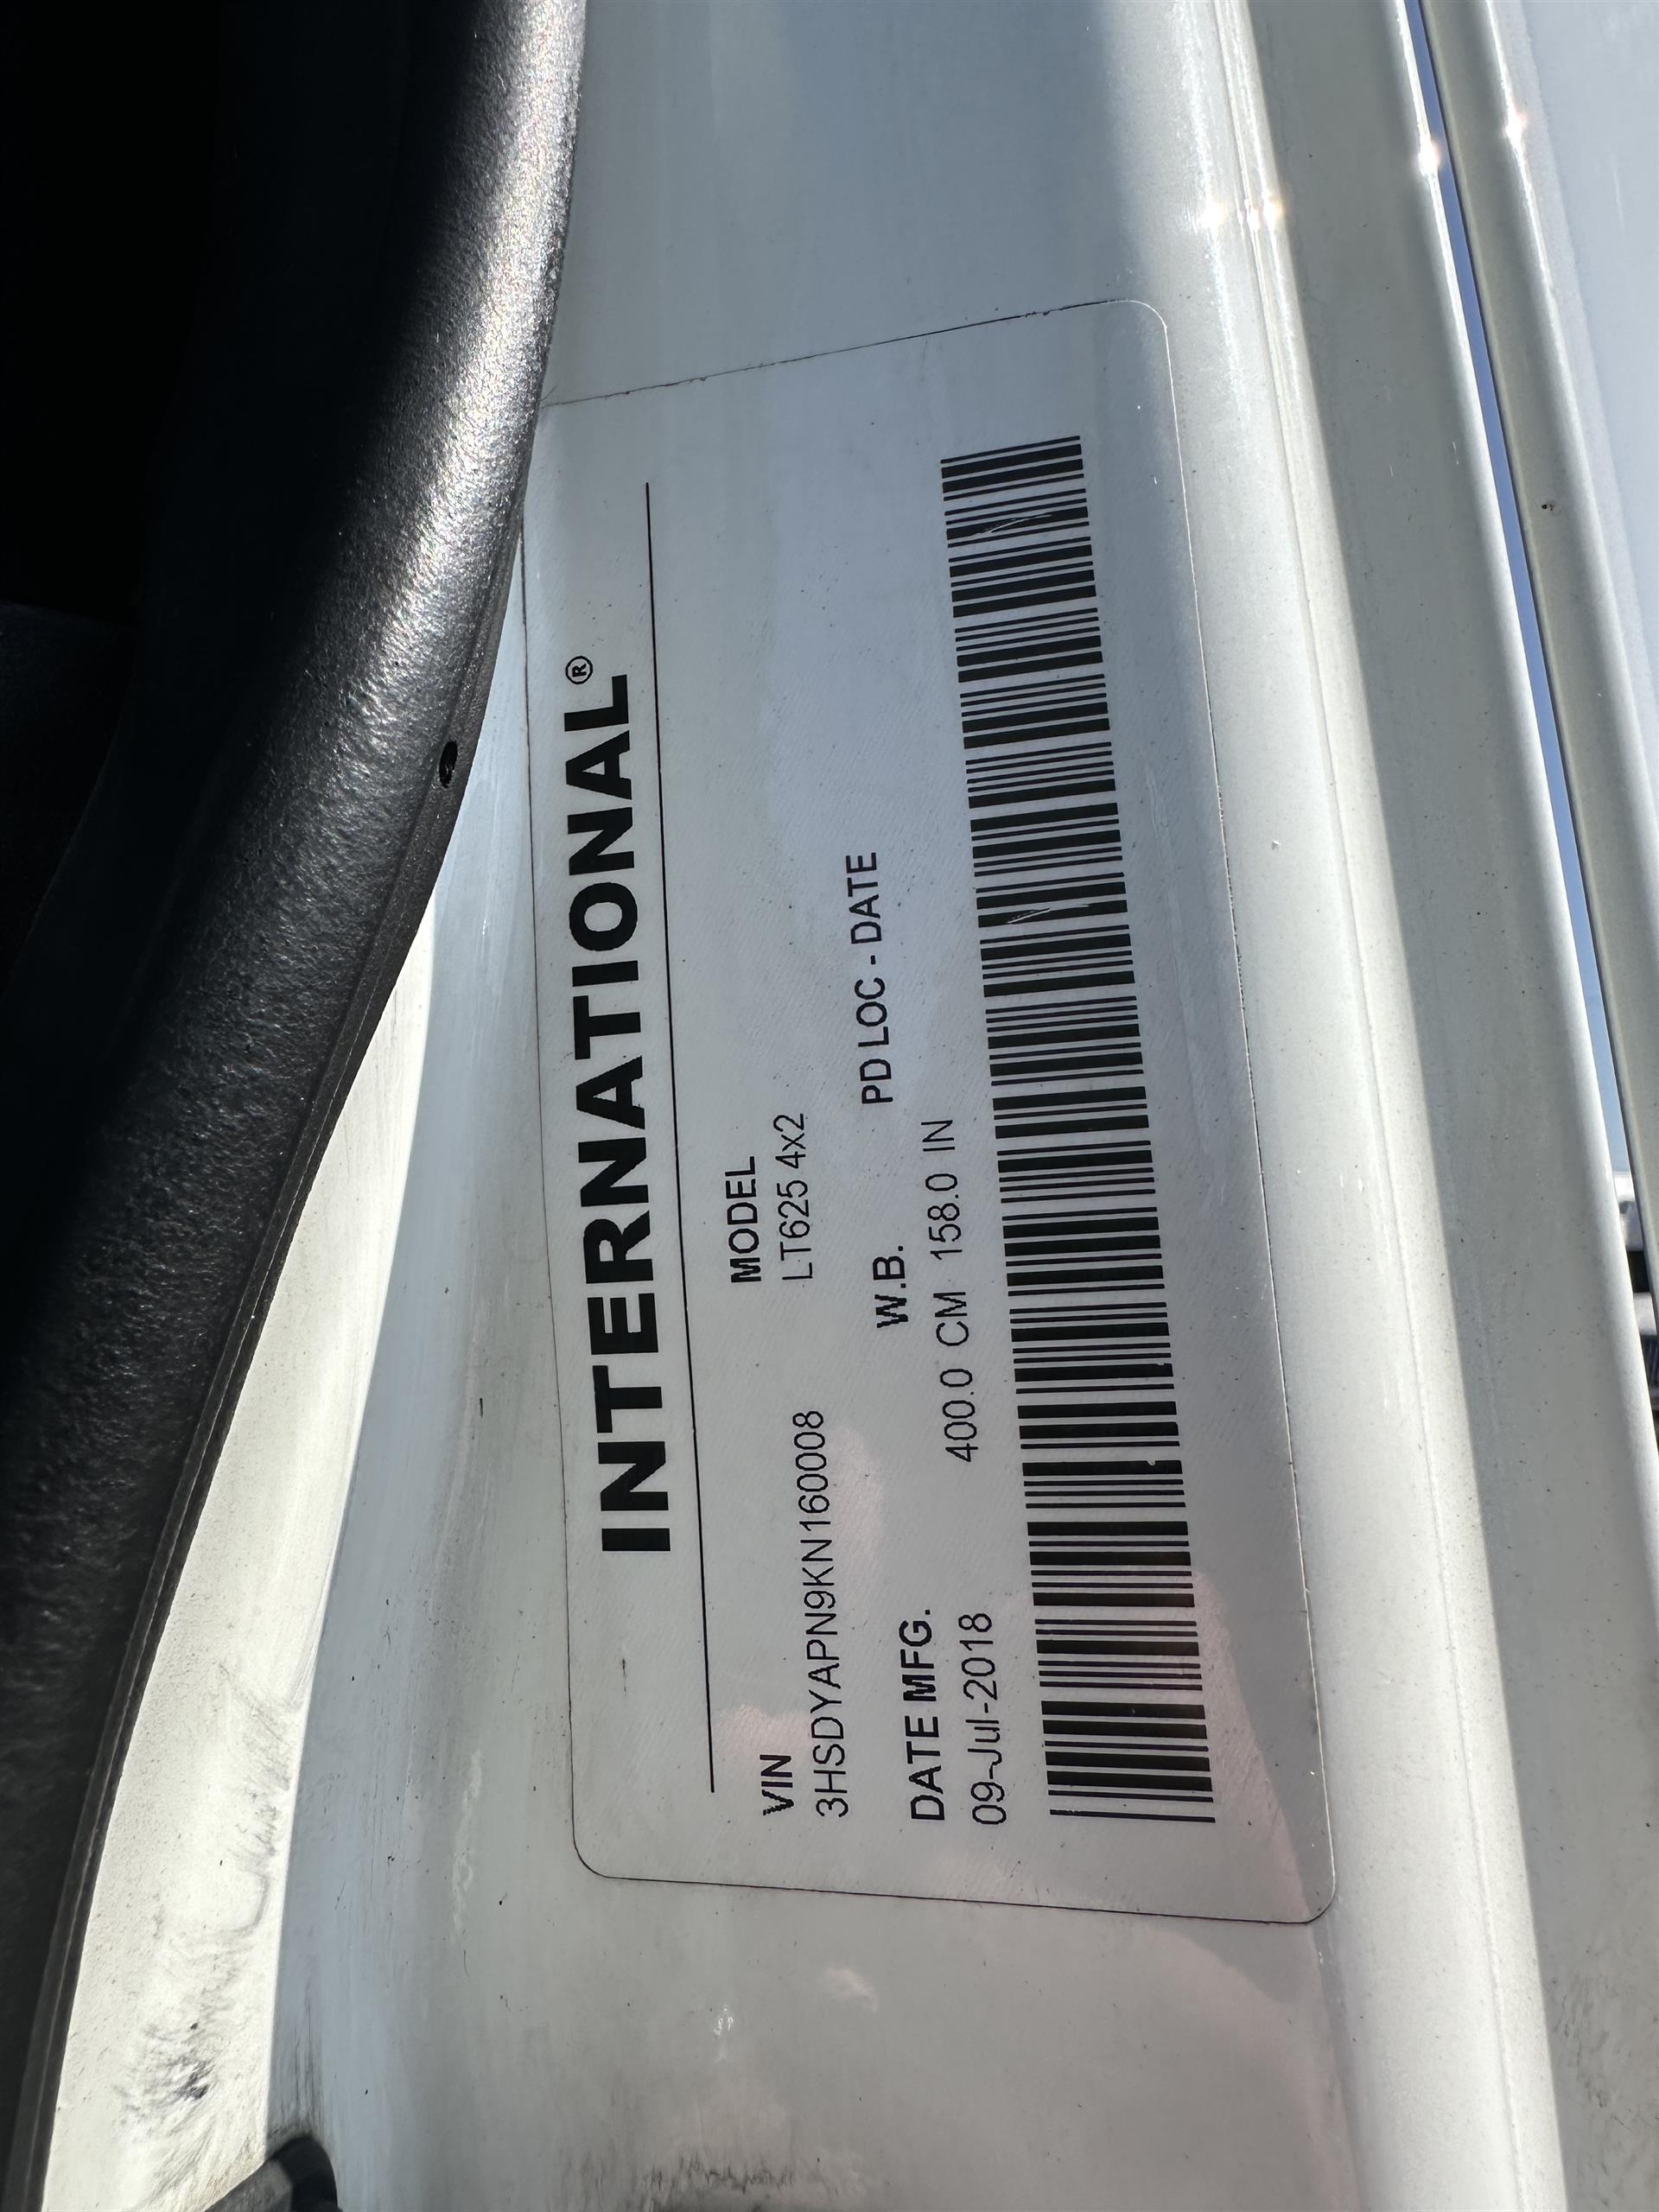 INTERNATIONAL®
VIN MODEL
3HSDYAPN9KN160008 LT625 4x2
DATE MFG. W.B. PD LOC - DATE
09-Jul-2018 400.0 CM 158.0 IN